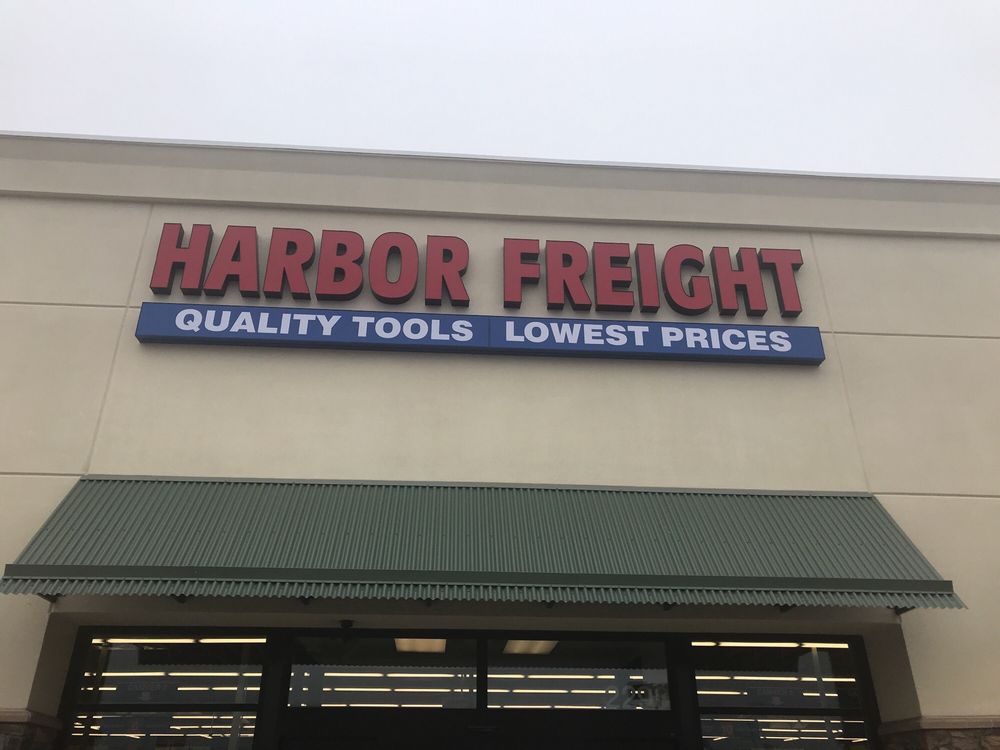 HARBOR FREIGHT
QUALITY TOOLS LOWEST PRICES